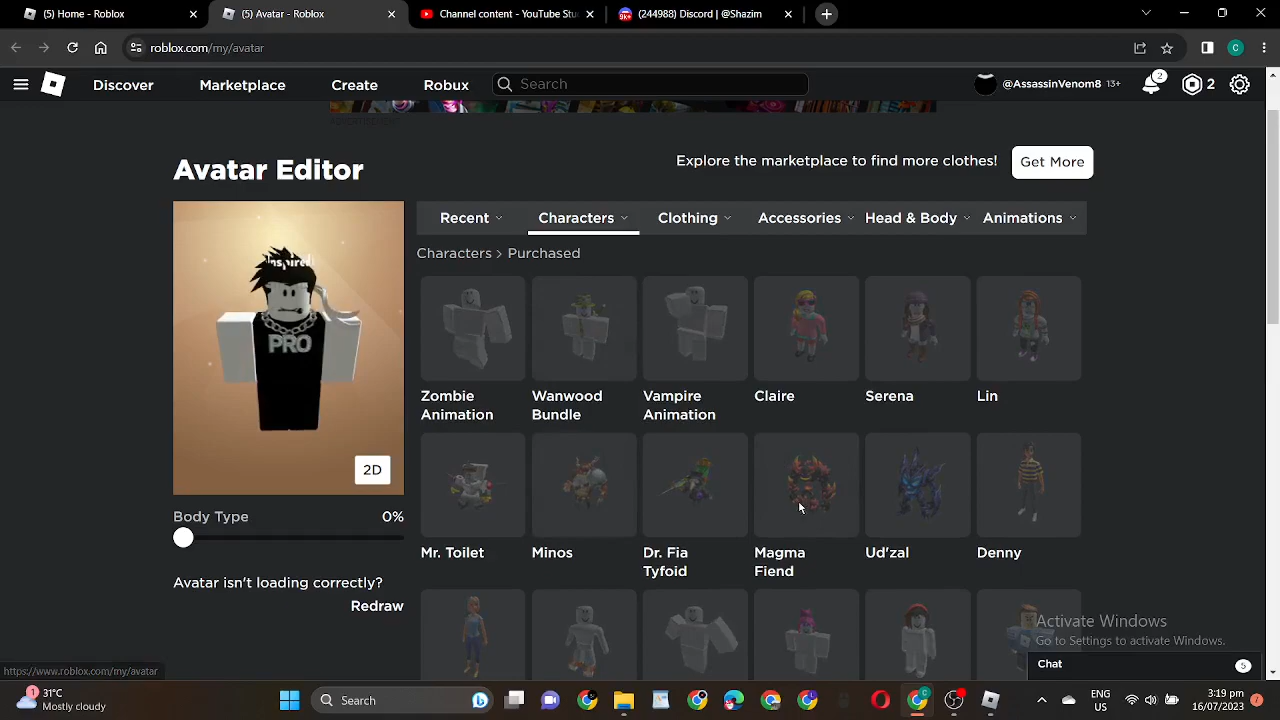 (5) Home - Roblox
(5) Avatar - Roblox
Channel content - YouTube Stu
(244988) Discord | @Shazim
roblox.com/my/avatar
C
Discover
Marketplace
Create
Robux
Search
@AssassinVenom8 13+
2
2
Avatar Editor
Explore the marketplace to find more clothes!
Get More
Recent
Characters
Clothing
Accessories
Head & Body
Animations
Characters > Purchased
Inspired
PRO
2D
Zombie
Animation
Wanwood
Bundle
Vampire
Animation
Claire
Serena
Lin
Body Type 0%
Mr. Toilet
Minos
Dr. Fia
Tyfoid
Magma
Fiend
Ud'zal
Denny
Avatar isn't loading correctly?
Redraw
Activate Windows
Go to Settings to activate Windows.
Chat
5
https://www.roblox.com/my/avatar
1
31°C
Mostly cloudy
Search
ENG
US
3:19 pm
16/07/2023